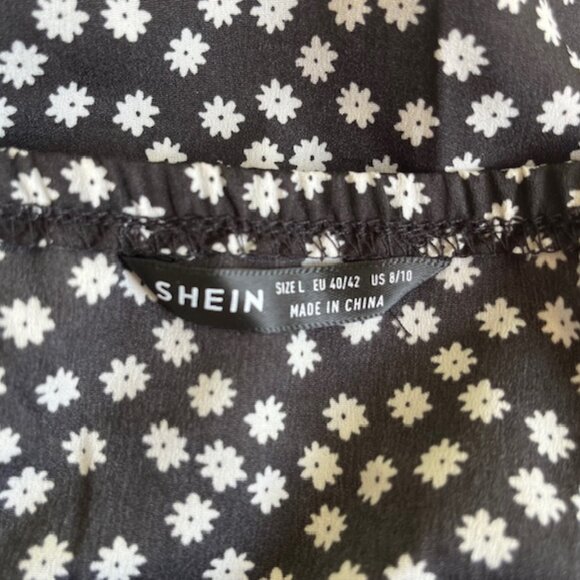 SHEIN
SIZE L EU 40/42 US 8/10
MADE IN CHINA